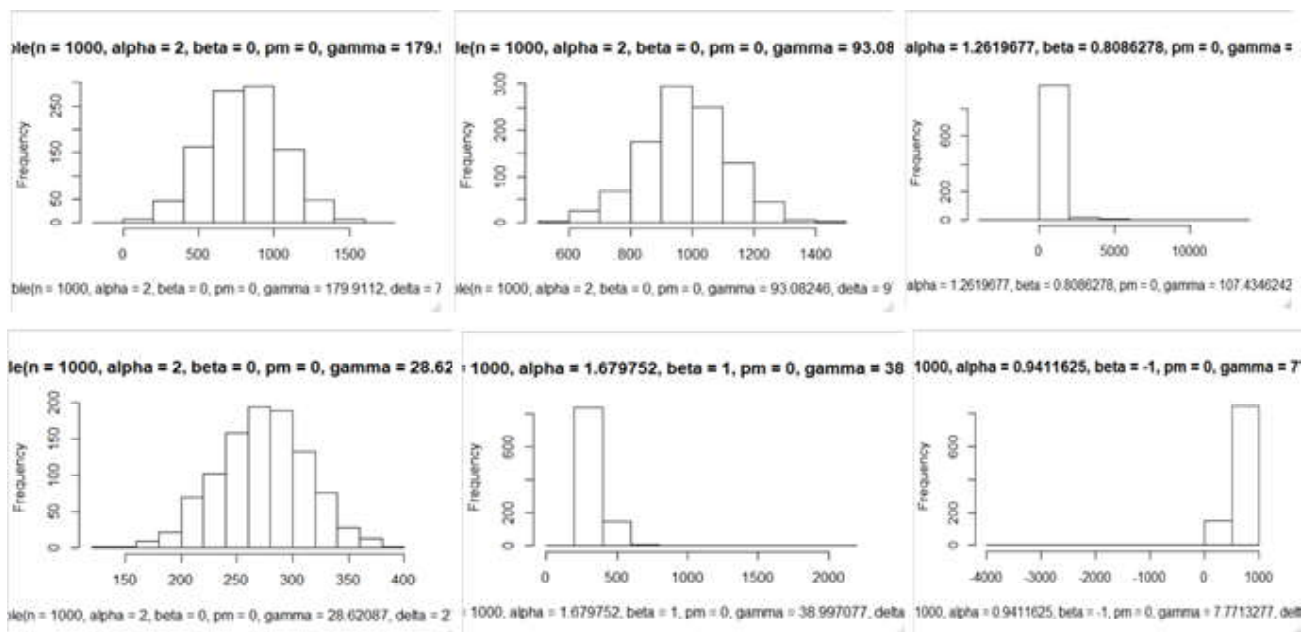 ble(n = 1000, alpha = 2, beta = 0, pm = 0, gamma = 179.9
Frequency
0 50 150 250
0 500 1000 1500
ble(n = 1000, alpha = 2, beta = 0, pm = 0, gamma = 179.9112, delta = 7
le(n = 1000, alpha = 2, beta = 0, pm = 0, gamma = 93.08
Frequency
0 100 200 300
600 800 1000 1200 1400
ble(n = 1000, alpha = 2, beta = 0, pm = 0, gamma = 93.08246, delta = 9
alpha = 1.2619677, beta = 0.8086278, pm = 0, gamma =
Frequency
0 200 600
0 5000 10000
alpha = 1.2619677, beta = 0.8086278, pm = 0, gamma = 107.4346242
le(n = 1000, alpha = 2, beta = 0, pm = 0, gamma = 28.62
Frequency
0 50 100 150 200
150 200 250 300 350 400
ble(n = 1000, alpha = 2, beta = 0, pm = 0, gamma = 28.62087, delta = 2
1000, alpha = 1.679752, beta = 1, pm = 0, gamma = 38
Frequency
0 200 600
0 500 1000 1500 2000
1000, alpha = 1.679752, beta = 1, pm = 0, gamma = 38.997077, delta
1000, alpha = 0.9411625, beta = -1, pm = 0, gamma = 7
Frequency
0 200 600
-4000 -3000 -2000 -1000 0 1000
1000, alpha = 0.9411625, beta = -1, pm = 0, gamma = 7.7713277, delt